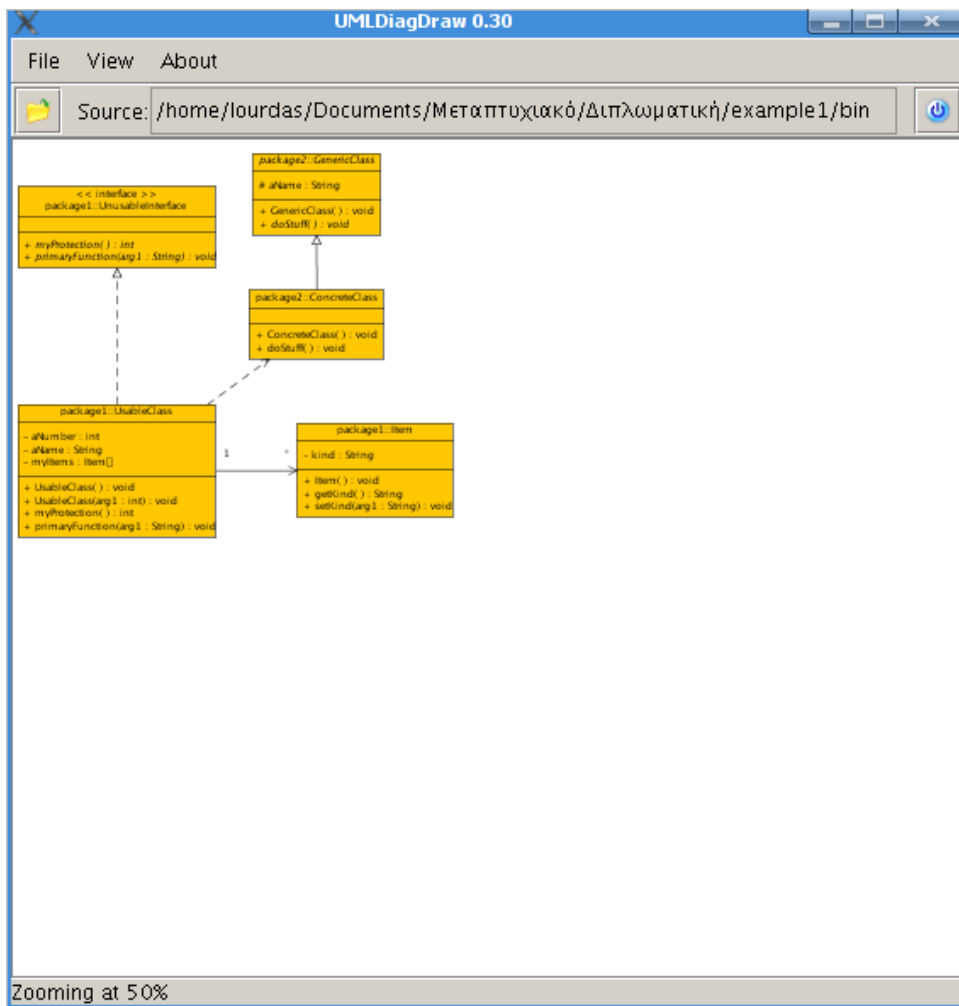 UMLDiagDraw 0.30
File View About
Source: /home/lourdas/Documents/Μεταπτυχιακό/Διπλωματική/example1/bin
<< interface >>
package1::UnusableInterface
+ myProtection( ) : int
+ primaryFunction(arg1 : String) : void
package2::GenericClass
# aName : String
+ GenericClass( ) : void
+ doStuff( ) : void
package2::ConcreteClass
+ ConcreteClass( ) : void
+ doStuff( ) : void
package1::UsableClass
- aNumber : int
- aName : String
- myItems : Item[]
+ UsableClass( ) : void
+ UsableClass(arg1 : int) : void
+ myProtection( ) : int
+ primaryFunction(arg1 : String) : void
1 *
package1::Item
- kind : String
+ Item( ) : void
+ getKind( ) : String
+ setKind(arg1 : String) : void
Zooming at 50%